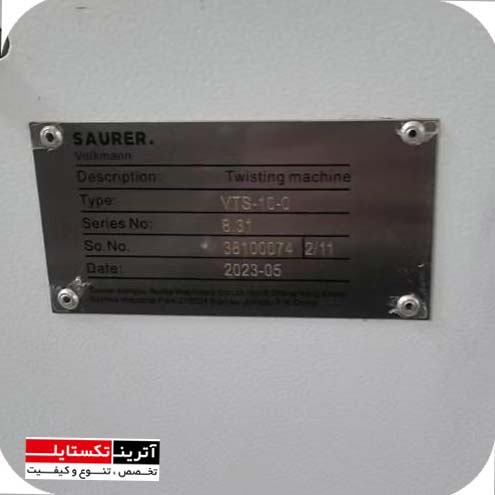 SAURER.
Volkmann
Description: Twisting machine
Type: VTS-10-0
Series No: 8.31
So.No. 38100074 2/11
Date: 2023-05
آترین تکستایل
تخصص ، تنوع و کیفیت